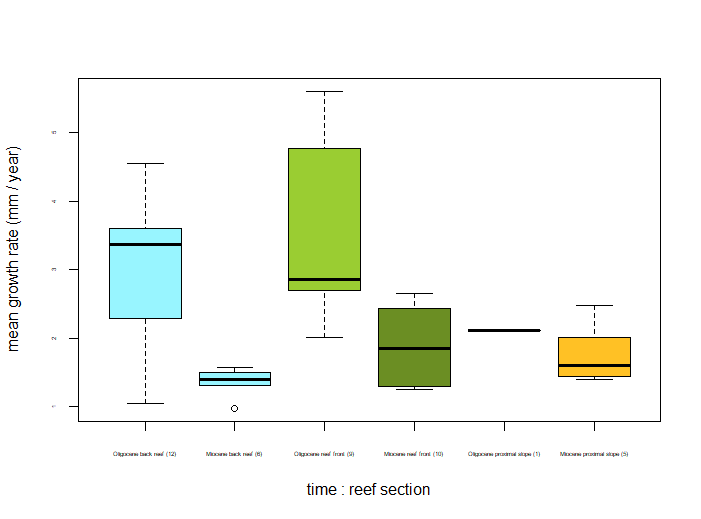 mean growth rate (mm / year)
5
4
3
2
1
Oligocene back reef (12) Miocene back reef (6) Oligocene reef front (9) Miocene reef front (10) Oligocene proximal slope (1) Miocene proximal slope (5)
time : reef section